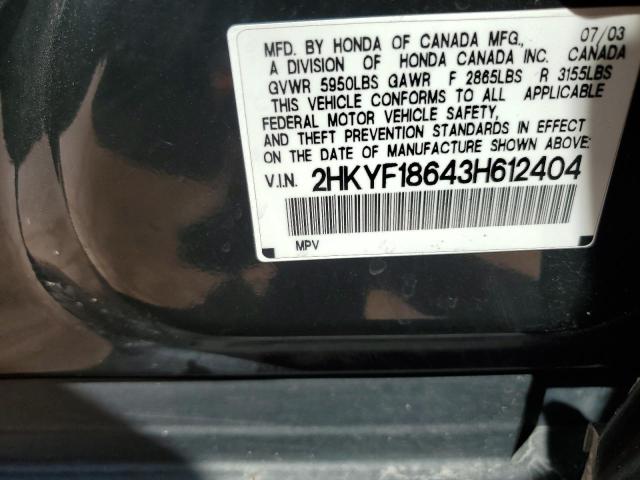 MFD. BY HONDA OF CANADA MFG., 07/03
A DIVISION OF HONDA CANADA INC. CANADA
GVWR 5950LBS GAWR F 2865LBS R 3155LBS
THIS VEHICLE CONFORMS TO ALL APPLICABLE
FEDERAL MOTOR VEHICLE SAFETY,
AND THEFT PREVENTION STANDARDS IN EFFECT
ON THE DATE OF MANUFACTURE SHOWN ABOVE:
V.I.N. 2HKYF18643H612404
MPV